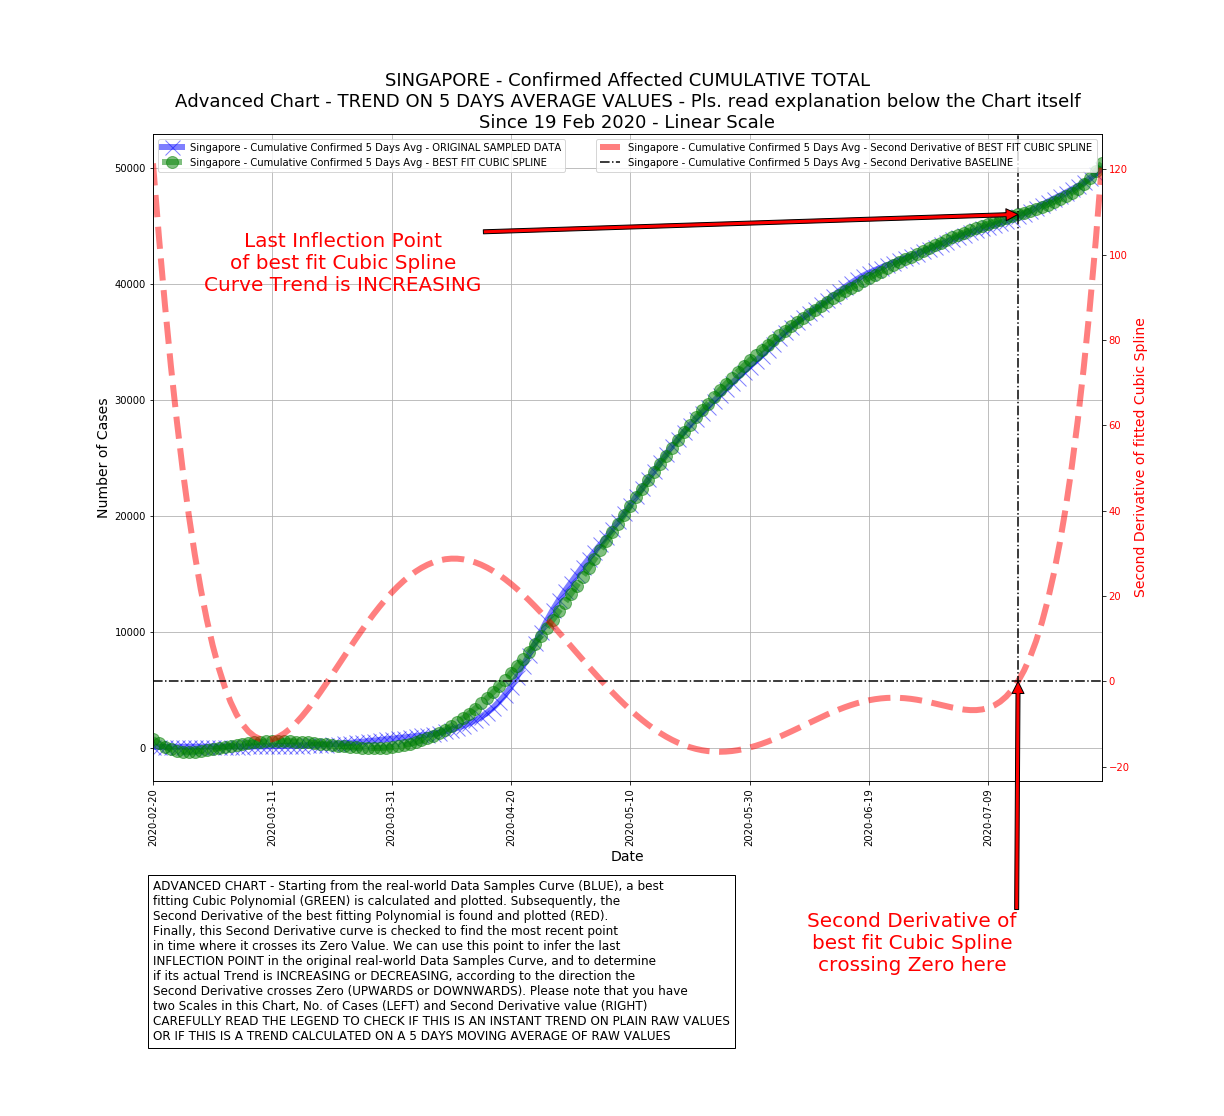 SINGAPORE - Confirmed Affected CUMULATIVE TOTAL
Advanced Chart - TREND ON 5 DAYS AVERAGE VALUES - Pls. read explanation below the Chart itself
Since 19 Feb 2020 - Linear Scale
Singapore - Cumulative Confirmed 5 Days Avg - ORIGINAL SAMPLED DATA
Singapore - Cumulative Confirmed 5 Days Avg - BEST FIT CUBIC SPLINE
Singapore - Cumulative Confirmed 5 Days Avg - Second Derivative of BEST FIT CUBIC SPLINE
Singapore - Cumulative Confirmed 5 Days Avg - Second Derivative BASELINE
Last Inflection Point
of best fit Cubic Spline
Curve Trend is INCREASING
Number of Cases
50000
40000
30000
20000
10000
0
120
100
80
60
40
20
0
−20
Second Derivative of fitted Cubic Spline
2020-02-20
2020-03-11
2020-03-31
2020-04-20
2020-05-10
2020-05-30
2020-06-19
2020-07-09
Date
Second Derivative of
best fit Cubic Spline
crossing Zero here
ADVANCED CHART - Starting from the real-world Data Samples Curve (BLUE), a best
fitting Cubic Polynomial (GREEN) is calculated and plotted. Subsequently, the
Second Derivative of the best fitting Polynomial is found and plotted (RED).
Finally, this Second Derivative curve is checked to find the most recent point
in time where it crosses its Zero Value. We can use this point to infer the last
INFLECTION POINT in the original real-world Data Samples Curve, and to determine
if its actual Trend is INCREASING or DECREASING, according to the direction the
Second Derivative crosses Zero (UPWARDS or DOWNWARDS). Please note that you have
two Scales in this Chart, No. of Cases (LEFT) and Second Derivative value (RIGHT)
CAREFULLY READ THE LEGEND TO CHECK IF THIS IS AN INSTANT TREND ON PLAIN RAW VALUES
OR IF THIS IS A TREND CALCULATED ON A 5 DAYS MOVING AVERAGE OF RAW VALUES